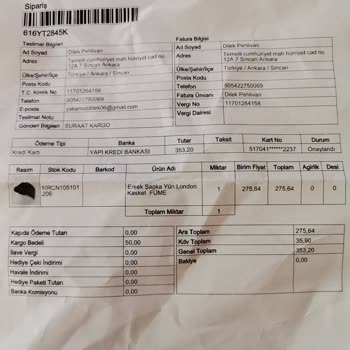 Sipariş
616YT2845K
Teslimat Bilgileri
Ad Soyad Dilek Pehlivan
Adres Temelli cumhuriyet mah hürriyet cad no
12A-7 Sincan Ankara
Ülke/Şehir/İlçe Türkiye / Ankara / Sincan
Posta Kodu
T.C. Kimlik No 11701264158
Telefon 905422750069
E-posta
Teslimat Notu
Gönderi Bilgileri SURAAT KARGO
Fatura Bilgisi
Ad Soyad Dilek Pehlivan
Adres Temelli cumhuriyet mah hürriyet cad no
12A-7 Sincan Ankara
Ülke/Şehir/İlçe Türkiye / Ankara / Sincan
Posta Kodu
Telefon 905422750069
Fatura Ünvanı Dilek Pehlivan
Vergi No 11701264158
Vergi Dairesi
Ödeme Tipi Banka Tutar Taksit Kart No Durum
Kredi Kartı YAPI KREDİ BANKASI 353,20 517041******2237 Onaylandı
Resim Stok Kodu Barkod Ürün Adı Miktar Birim Fiyat Toplam Ağırlık Desi
MRCN105101 Erkek Şapka Yün London 1 275,64 275,64 0 0
206 Kasket FÜME
Toplam Miktar 1
Kapıda Ödeme Tutarı 0,00
Kargo Bedeli 50,00
İlave Vergi 0,00
Hediye Çeki İndirimi 0,00
Havale İndirimi 0,00
Hediye Paketi Tutarı 0,00
Banka Komisyonu 0,00
Ara Toplam 275,64
Kdv Toplam 35,90
Genel Toplam 353,20
Bakiye 0,00